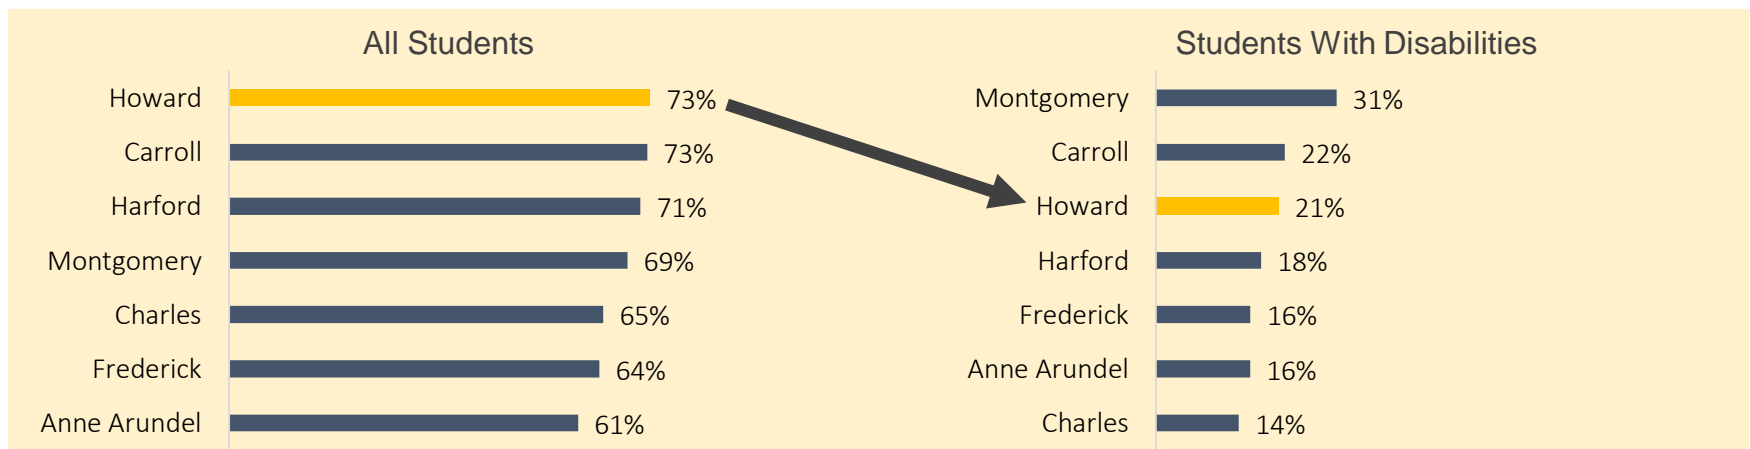 All Students
Howard 73%
Carroll 73%
Harford 71%
Montgomery 69%
Charles 65%
Frederick 64%
Anne Arundel 61%
Students With Disabilities
Montgomery 31%
Carroll 22%
Howard 21%
Harford 18%
Frederick 16%
Anne Arundel 16%
Charles 14%